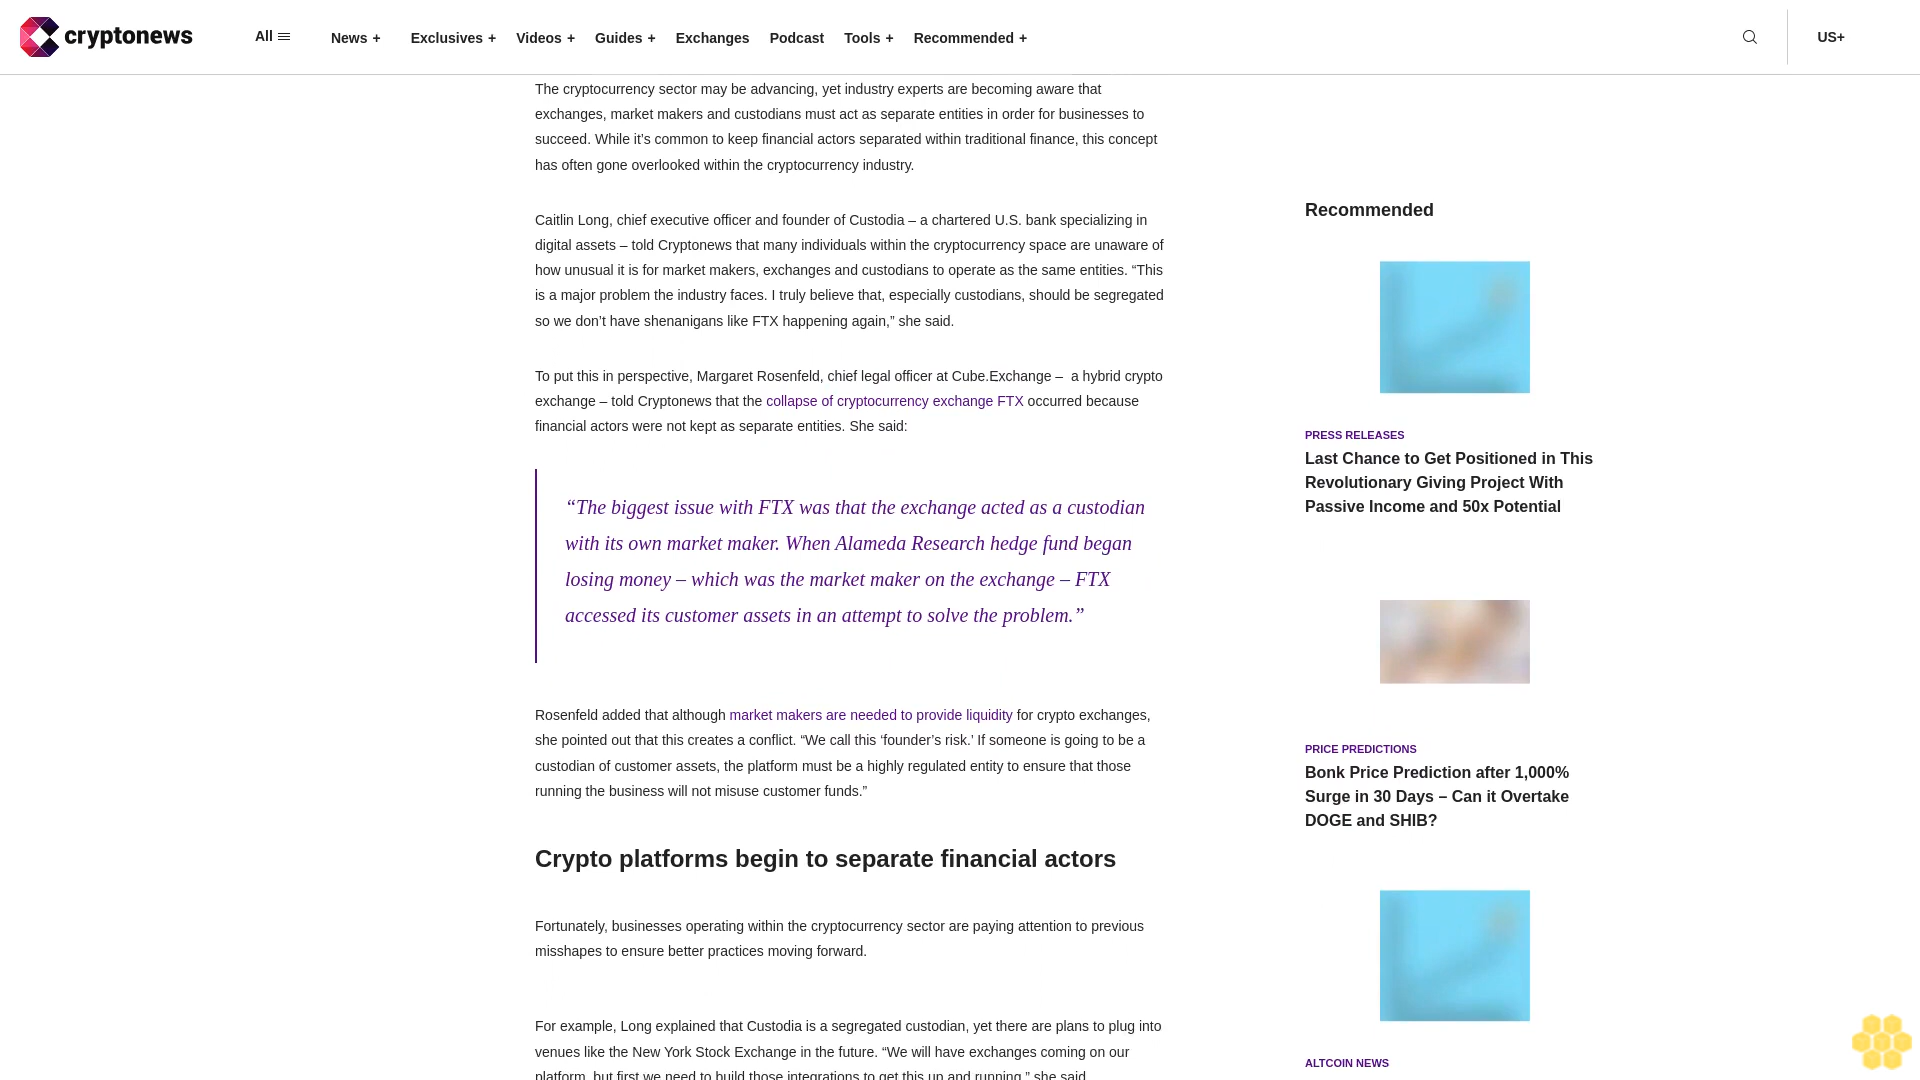 cryptonews
All
News +
Exclusives +
Videos +
Guides +
Exchanges
Podcast
Tools +
Recommended +
US+
The cryptocurrency sector may be advancing, yet industry experts are becoming aware that
exchanges, market makers and custodians must act as separate entities in order for businesses to
succeed. While it’s common to keep financial actors separated within traditional finance, this concept
has often gone overlooked within the cryptocurrency industry.
Caitlin Long, chief executive officer and founder of Custodia – a chartered U.S. bank specializing in
digital assets – told Cryptonews that many individuals within the cryptocurrency space are unaware of
how unusual it is for market makers, exchanges and custodians to operate as the same entities. “This
is a major problem the industry faces. I truly believe that, especially custodians, should be segregated
so we don’t have shenanigans like FTX happening again,” she said.
To put this in perspective, Margaret Rosenfeld, chief legal officer at Cube.Exchange –  a hybrid crypto
exchange – told Cryptonews that the collapse of cryptocurrency exchange FTX occurred because
financial actors were not kept as separate entities. She said:
“The biggest issue with FTX was that the exchange acted as a custodian
with its own market maker. When Alameda Research hedge fund began
losing money – which was the market maker on the exchange – FTX
accessed its customer assets in an attempt to solve the problem.”
Rosenfeld added that although market makers are needed to provide liquidity for crypto exchanges,
she pointed out that this creates a conflict. “We call this ‘founder’s risk.’ If someone is going to be a
custodian of customer assets, the platform must be a highly regulated entity to ensure that those
running the business will not misuse customer funds.”
Crypto platforms begin to separate financial actors
Fortunately, businesses operating within the cryptocurrency sector are paying attention to previous
misshapes to ensure better practices moving forward.
For example, Long explained that Custodia is a segregated custodian, yet there are plans to plug into
venues like the New York Stock Exchange in the future. “We will have exchanges coming on our
platform, but first we need to build those integrations to get this up and running,” she said.
Recommended
PRESS RELEASES
Last Chance to Get Positioned in This
Revolutionary Giving Project With
Passive Income and 50x Potential
PRICE PREDICTIONS
Bonk Price Prediction after 1,000%
Surge in 30 Days – Can it Overtake
DOGE and SHIB?
ALTCOIN NEWS